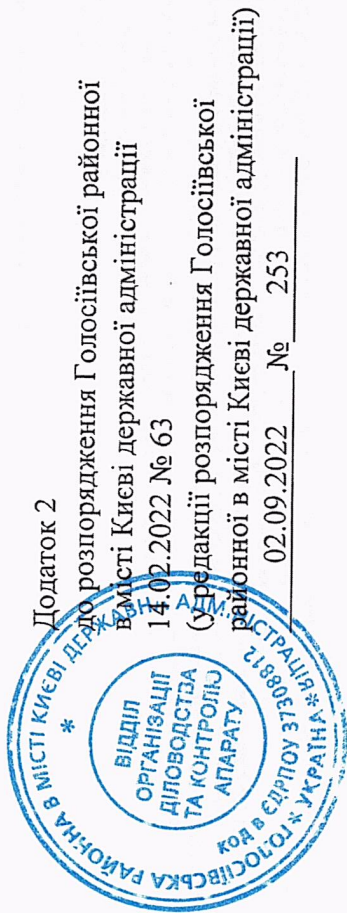 Додаток 2
до розпорядження Голосіївської районної
в місті Києві державної адміністрації
14.02.2022 № 63
(у редакції розпорядження Голосіївської
районної в місті Києві державної адміністрації)
02.09.2022 № 253
ГОЛОСІЇВСЬКА РАЙОННА В МІСТІ КИЄВІ ДЕРЖАВНА АДМІНІСТРАЦІЯ * УКРАЇНА *
КОД В ЄДРПОУ 37308812
*
ВІДДІЛ
ОРГАНІЗАЦІЇ
ДІЛОВОДСТВА
ТА КОНТРОЛЮ
АПАРАТУ